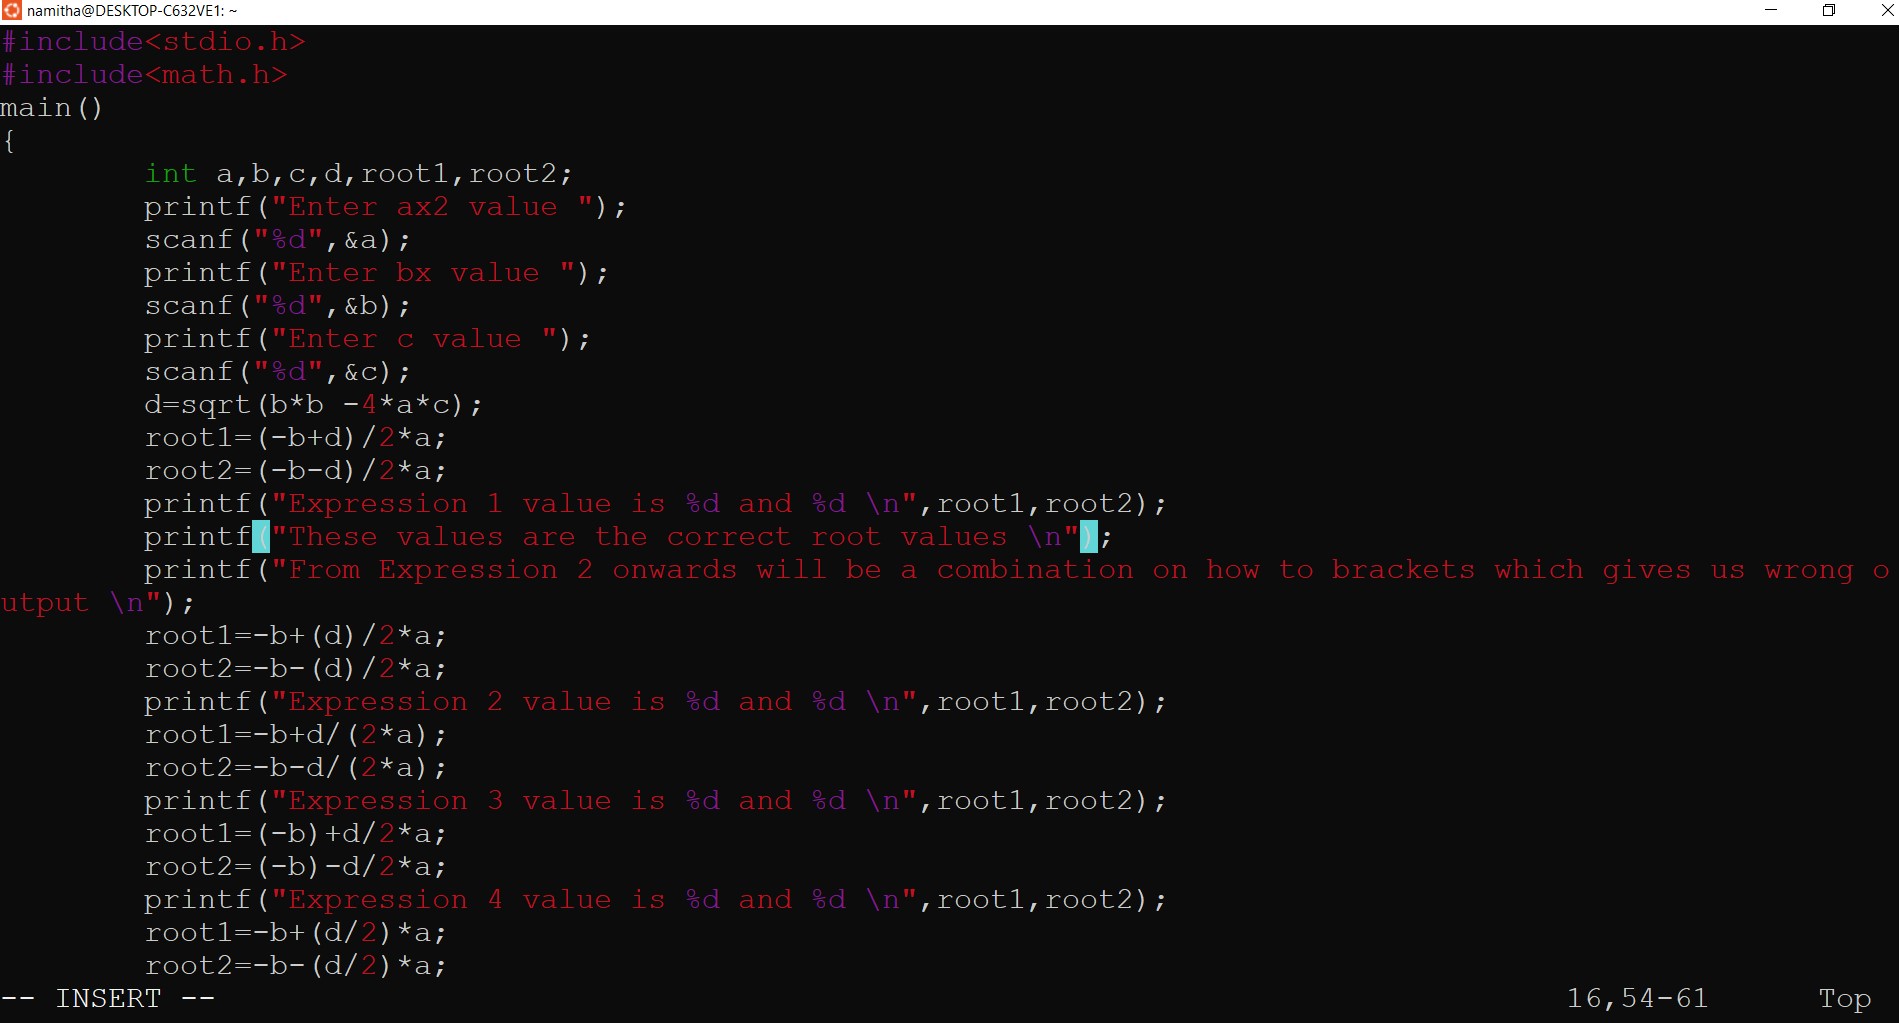 namitha@DESKTOP-C632VE1: ~
#include<stdio.h>
#include<math.h>
main()
{
        int a,b,c,d,root1,root2;
        printf("Enter ax2 value ");
        scanf("%d",&a);
        printf("Enter bx value ");
        scanf("%d",&b);
        printf("Enter c value ");
        scanf("%d",&c);
        d=sqrt(b*b -4*a*c);
        root1=(-b+d)/2*a;
        root2=(-b-d)/2*a;
        printf("Expression 1 value is %d and %d \n",root1,root2);
        printf("These values are the correct root values \n");
        printf("From Expression 2 onwards will be a combination on how to brackets which gives us wrong o
utput \n");
        root1=-b+(d)/2*a;
        root2=-b-(d)/2*a;
        printf("Expression 2 value is %d and %d \n",root1,root2);
        root1=-b+d/(2*a);
        root2=-b-d/(2*a);
        printf("Expression 3 value is %d and %d \n",root1,root2);
        root1=(-b)+d/2*a;
        root2=(-b)-d/2*a;
        printf("Expression 4 value is %d and %d \n",root1,root2);
        root1=-b+(d/2)*a;
        root2=-b-(d/2)*a;
-- INSERT -- 16,54-61 Top